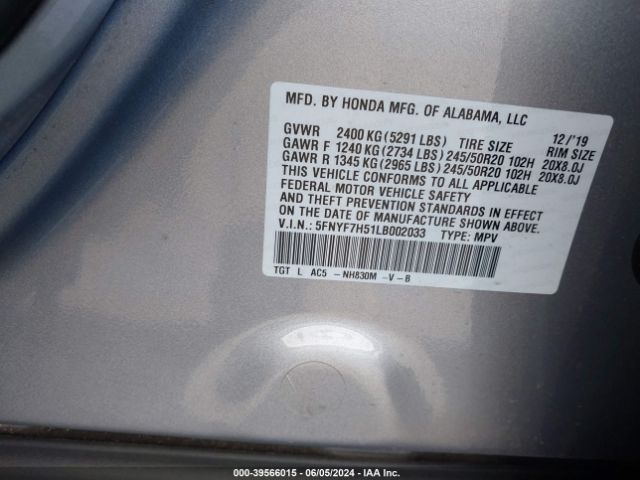 MFD. BY HONDA MFG. OF ALABAMA, LLC
12/'19
GVWR 2400 KG (5291 LBS) TIRE SIZE RIM SIZE
GAWR F 1240 KG (2734 LBS) 245/50R20 102H 20X8.0J
GAWR R 1345 KG (2965 LBS) 245/50R20 102H 20X8.0J
THIS VEHICLE CONFORMS TO ALL APPLICABLE
FEDERAL MOTOR VEHICLE SAFETY
AND THEFT PREVENTION STANDARDS IN EFFECT
ON THE DATE OF MANUFACTURE SHOWN ABOVE.
V.I.N.: 5FNYF7H51LB002033 TYPE: MPV
TGT L AC5 - NH830M -V-B
000-39566015 | 06/05/2024 | IAA Inc.